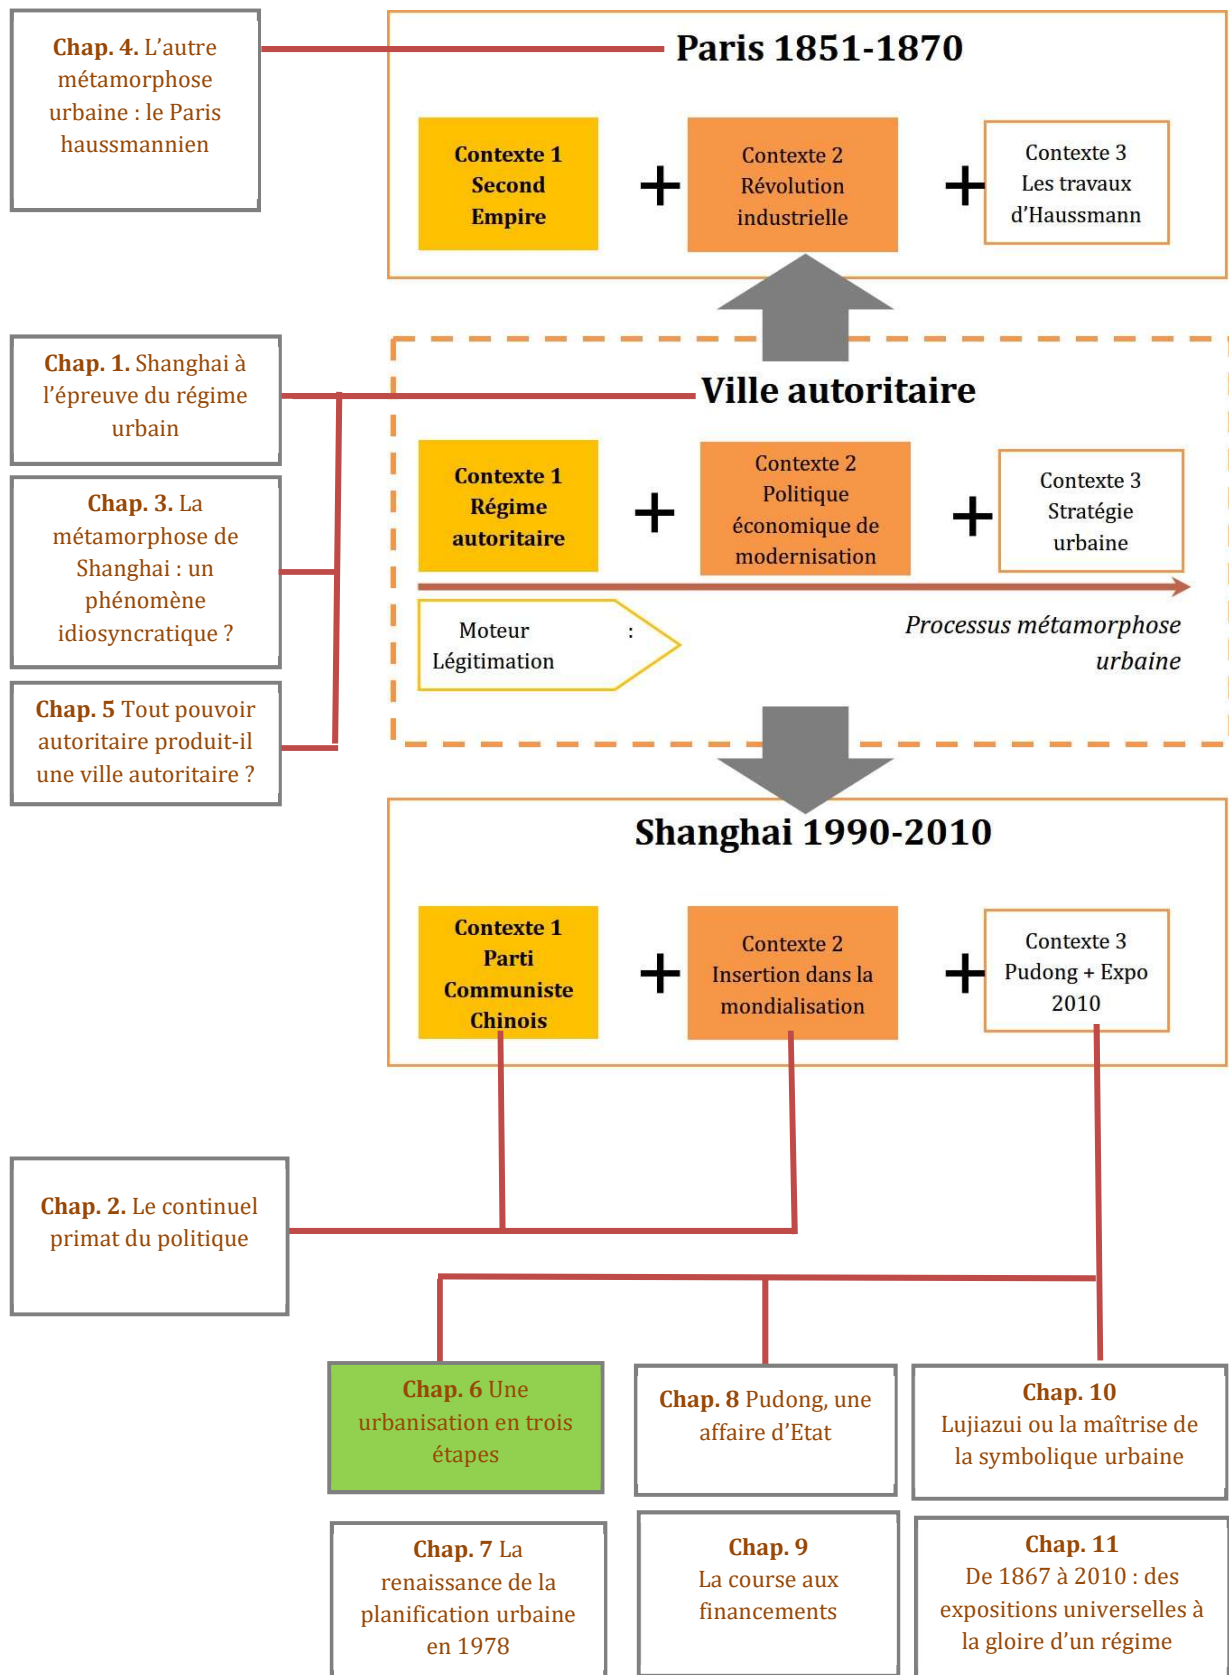 Chap. 4. L’autre
métamorphose
urbaine : le Paris
haussmannien
Paris 1851-1870
Contexte 1
Second
Empire
+
Contexte 2
Révolution
industrielle
+
Contexte 3
Les travaux
d’Haussmann
Chap. 1. Shanghai à
l’épreuve du régime
urbain
Chap. 3. La
métamorphose de
Shanghai : un
phénomène
idiosyncratique ?
Chap. 5 Tout pouvoir
autoritaire produit-il
une ville autoritaire ?
Ville autoritaire
Contexte 1
Régime
autoritaire
+
Contexte 2
Politique
économique de
modernisation
+
Contexte 3
Stratégie
urbaine
Moteur :
Légitimation
Processus métamorphose
urbaine
Shanghai 1990-2010
Contexte 1
Parti
Communiste
Chinois
+
Contexte 2
Insertion dans la
mondialisation
+
Contexte 3
Pudong + Expo
2010
Chap. 2. Le continuel
primat du politique
Chap. 6 Une
urbanisation en trois
étapes
Chap. 8 Pudong, une
affaire d’Etat
Chap. 10
Lujiazui ou la maîtrise de
la symbolique urbaine
Chap. 7 La
renaissance de la
planification urbaine
en 1978
Chap. 9
La course aux
financements
Chap. 11
De 1867 à 2010 : des
expositions universelles à
la gloire d’un régime